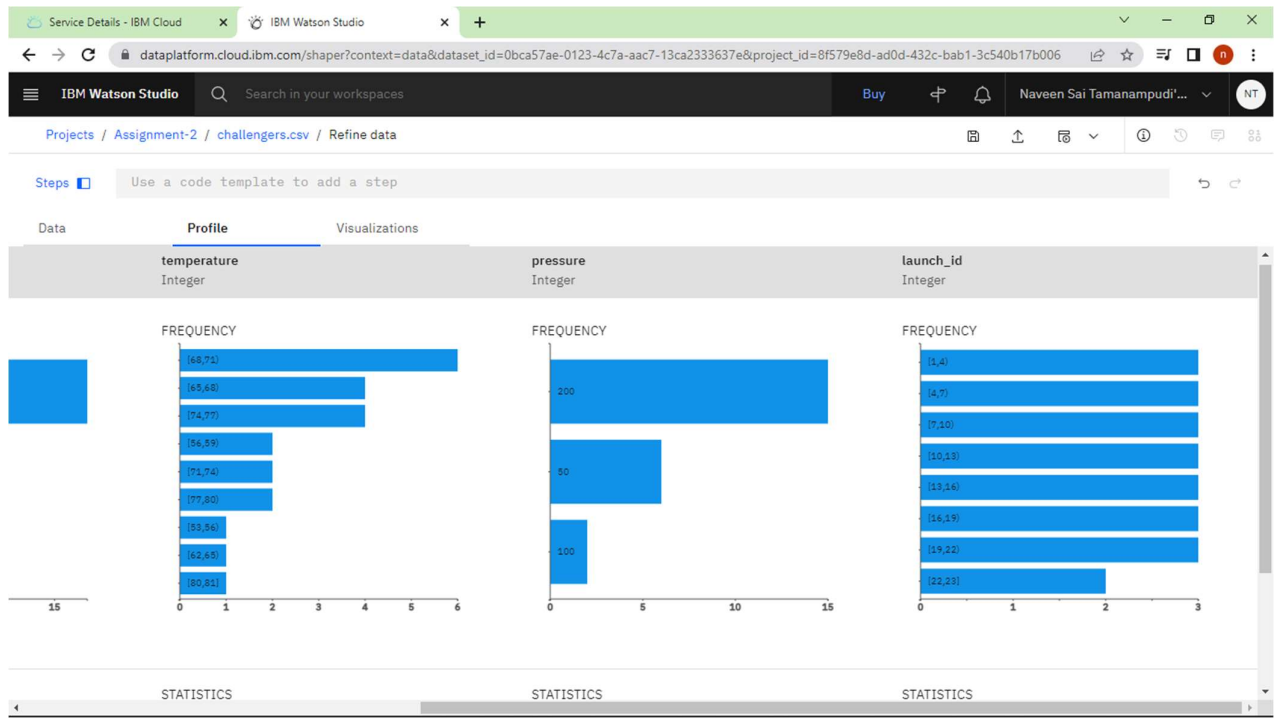 Service Details - IBM Cloud
IBM Watson Studio
dataplatform.cloud.ibm.com/shaper?context=data&dataset_id=0bca57ae-0123-4c7a-aac7-13ca2333637e&project_id=8f579e8d-ad0d-432c-bab1-3c540b17b006
n
IBM Watson Studio
Search in your workspaces
Buy
Naveen Sai Tamanampudi'...
NT
Projects / Assignment-2 / challengers.csv / Refine data
Steps
Use a code template to add a step
Data
Profile
Visualizations
temperature
Integer
pressure
Integer
launch_id
Integer
15
FREQUENCY
[68,71)
[65,68)
[74,77)
[56,59)
[71,74)
[77,80)
[53,56)
[62,65)
[80,81]
0 1 2 3 4 5 6
FREQUENCY
200
50
100
0 5 10 15
FREQUENCY
[1,4)
[4,7)
[7,10)
[10,13)
[13,16)
[16,19)
[19,22)
[22,23]
0 1 2 3
STATISTICS
STATISTICS
STATISTICS